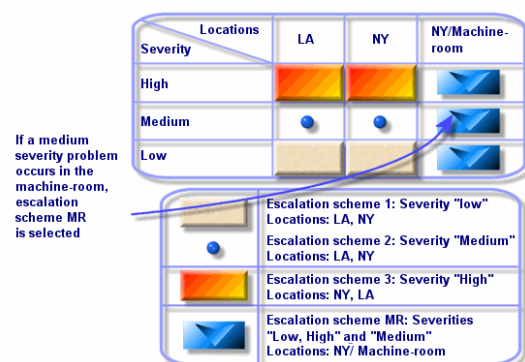 Locations
Severity
LA
NY
NY/Machine-
room
High
Medium
Low
If a medium
severity problem
occurs in the
machine-room,
escalation
scheme MR
is selected
Escalation scheme 1: Severity "low"
Locations: LA, NY
Escalation scheme 2: Severity "Medium"
Locations: LA, NY
Escalation scheme 3: Severity "High"
Locations: NY, LA
Escalation scheme MR: Severities
"Low, High" and "Medium"
Locations: NY/ Machine-room